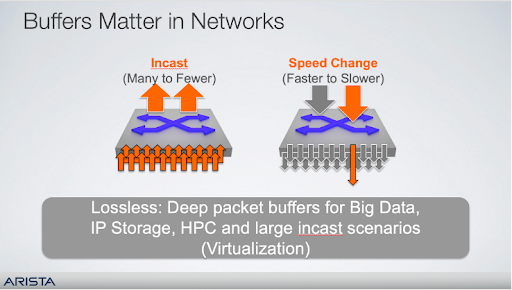 Buffers Matter in Networks
Incast
(Many to Fewer)
Speed Change
(Faster to Slower)
Lossless: Deep packet buffers for Big Data,
IP Storage, HPC and large incast scenarios
(Virtualization)
ARISTA